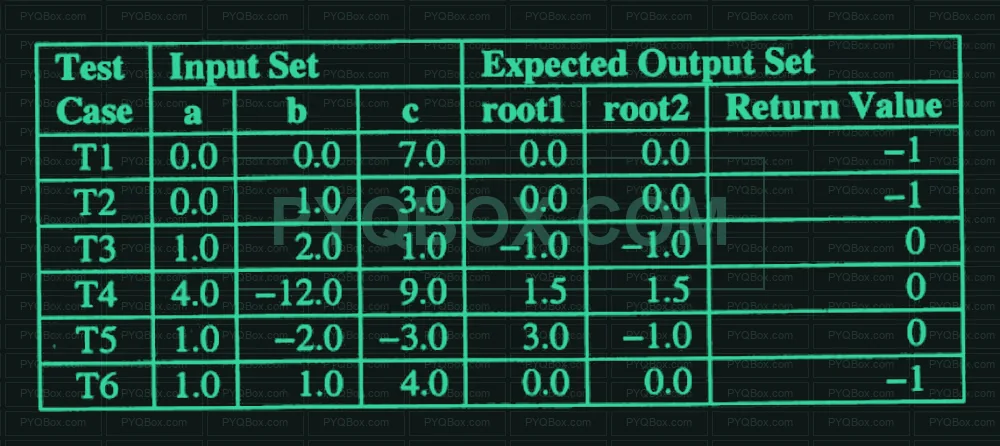 Test Case | Input Set | Expected Output Set
a | b | c | root1 | root2 | Return Value
T1 | 0.0 | 0.0 | 7.0 | 0.0 | 0.0 | −1
T2 | 0.0 | 1.0 | 3.0 | 0.0 | 0.0 | −1
T3 | 1.0 | 2.0 | 1.0 | −1.0 | −1.0 | 0
T4 | 4.0 | −12.0 | 9.0 | 1.5 | 1.5 | 0
T5 | 1.0 | −2.0 | −3.0 | 3.0 | −1.0 | 0
T6 | 1.0 | 1.0 | 4.0 | 0.0 | 0.0 | −1
PYQBOX.COM
PYQBox.com